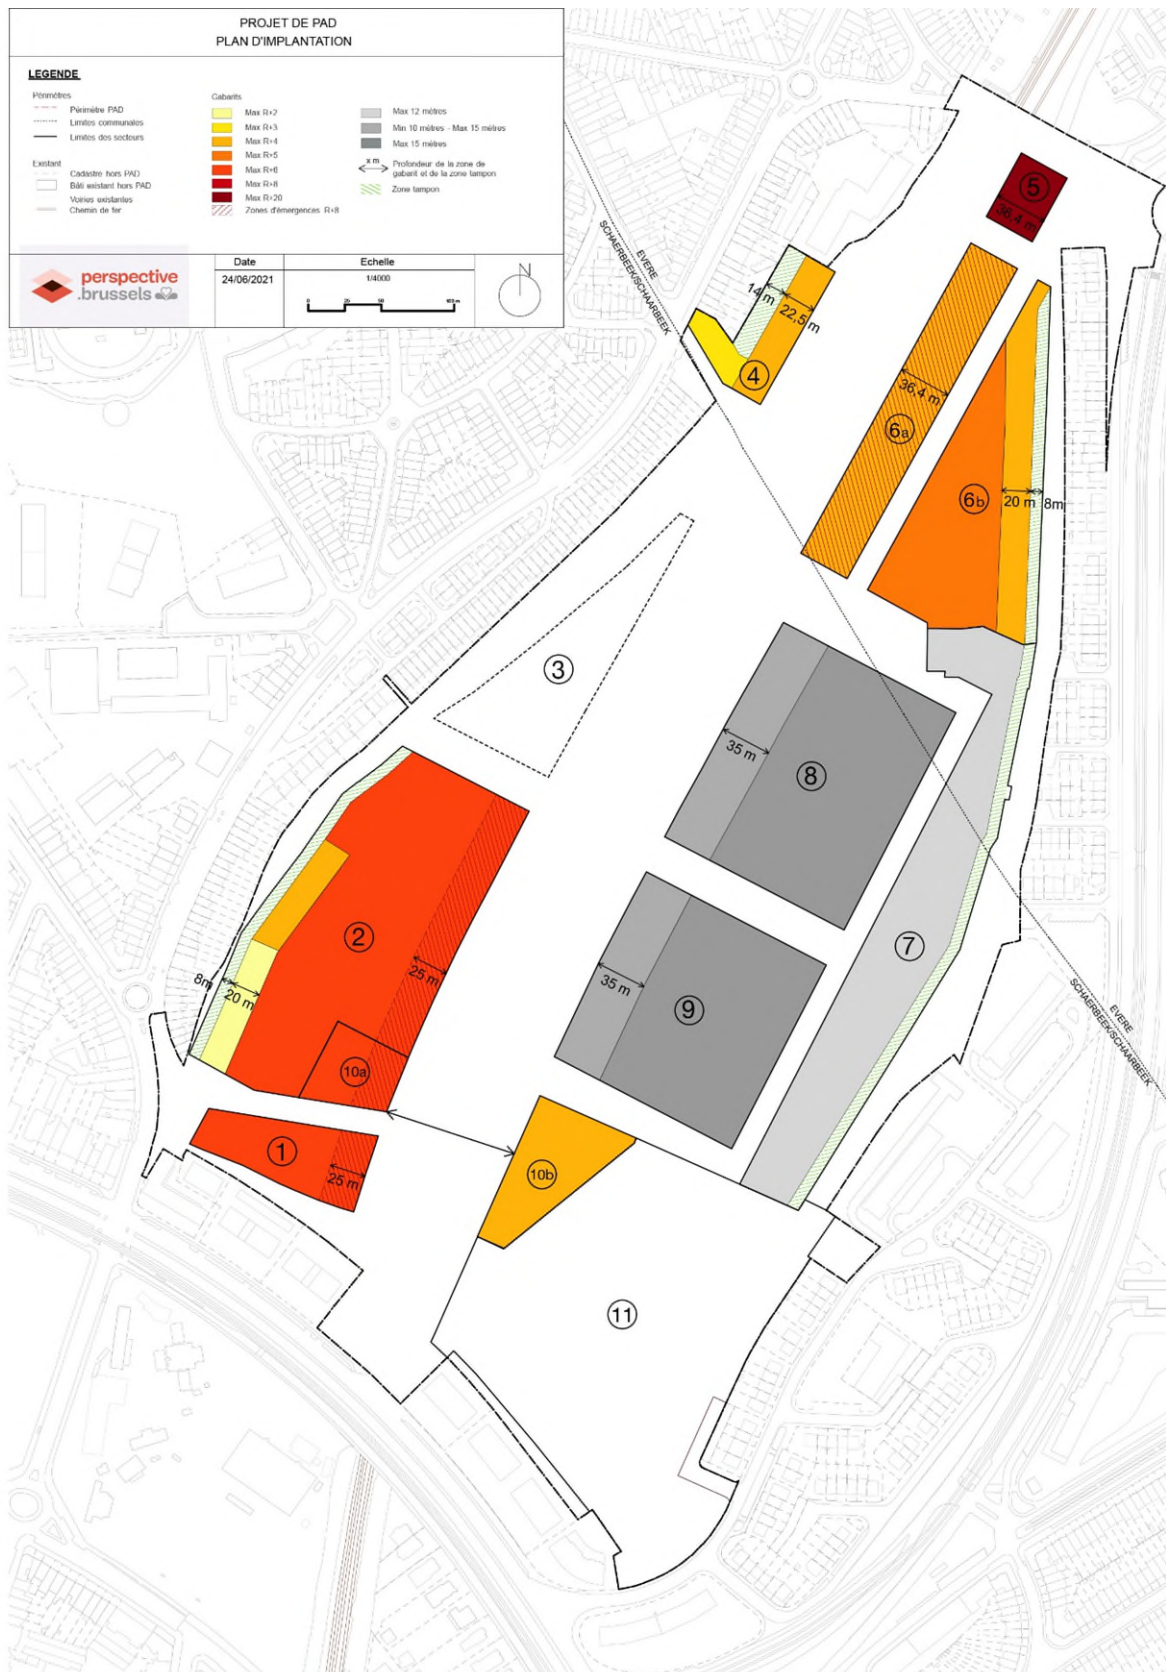 PROJET DE PAD
PLAN D'IMPLANTATION
LEGENDE
Périmètres
Périmètre PAD
Limites communales
Limites des secteurs
Existant
Cadastre hors PAD
Bâti existant hors PAD
Voiries existantes
Chemin de fer
Gabarits
Max R+2
Max R+3
Max R+4
Max R+5
Max R+6
Max R+8
Max R+20
Zones d'émergences R+8
Max 12 mètres
Min 10 mètres - Max 15 mètres
Max 15 mètres
x m
Profondeur de la zone de
gabarit et de la zone tampon
Zone tampon
perspective
.brussels
Date
24/06/2021
Echelle
1/4000
0 25 50 100 m
N
EVERE
SCHAERBEEK/SCHAARBEEK
5
36,4 m
14 m
22,5 m
4
36,4 m
6a
6b
20 m
8m
3
35 m
8
2
25 m
8m
20 m
7
35 m
9
10a
EVERE
SCHAERBEEK/SCHAARBEEK
1
25 m
10b
11